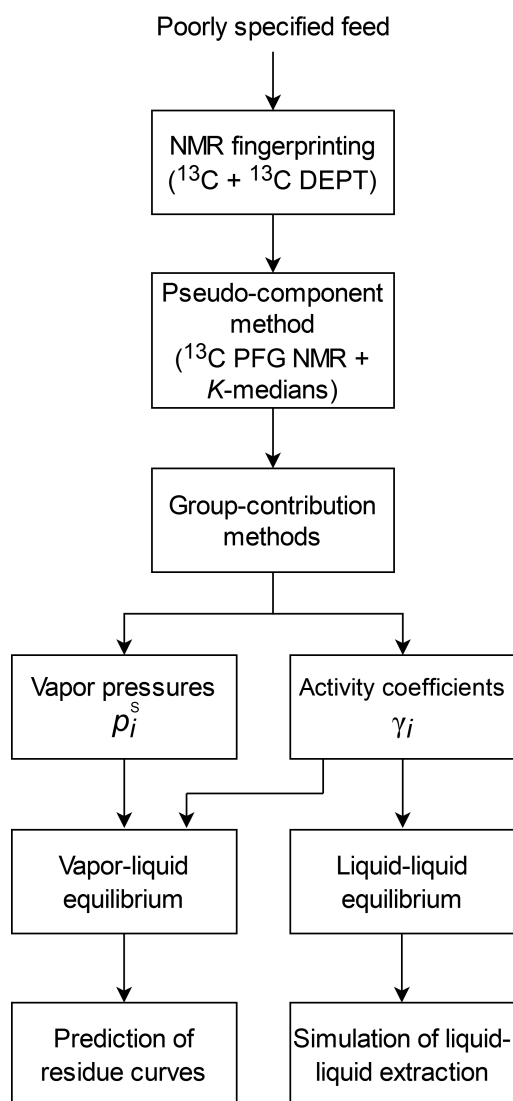 Poorly specified feed
NMR fingerprinting
(¹³C + ¹³C DEPT)
Pseudo-component
method
(¹³C PFG NMR +
K-medians)
Group-contribution
methods
Vapor pressures
pᵢˢ
Activity coefficients
γᵢ
Vapor-liquid
equilibrium
Liquid-liquid
equilibrium
Prediction of
residue curves
Simulation of liquid-
liquid extraction